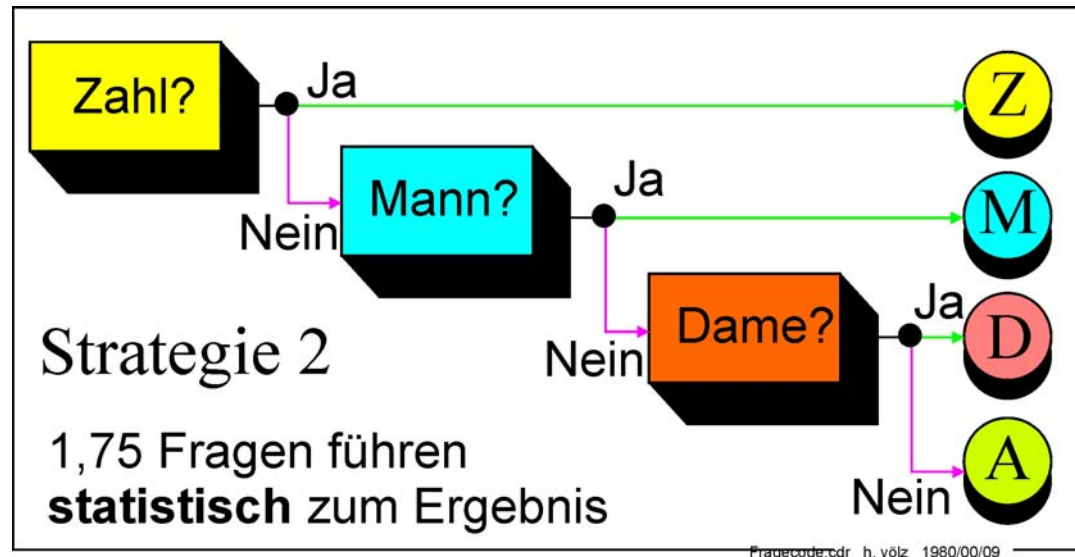 Zahl?
Ja
Z
Nein
Mann?
Ja
M
Nein
Dame?
Ja
D
Nein
A
Strategie 2
1,75 Fragen führen
statistisch zum Ergebnis
Fragecode.cdr h. völz 1980/00/09